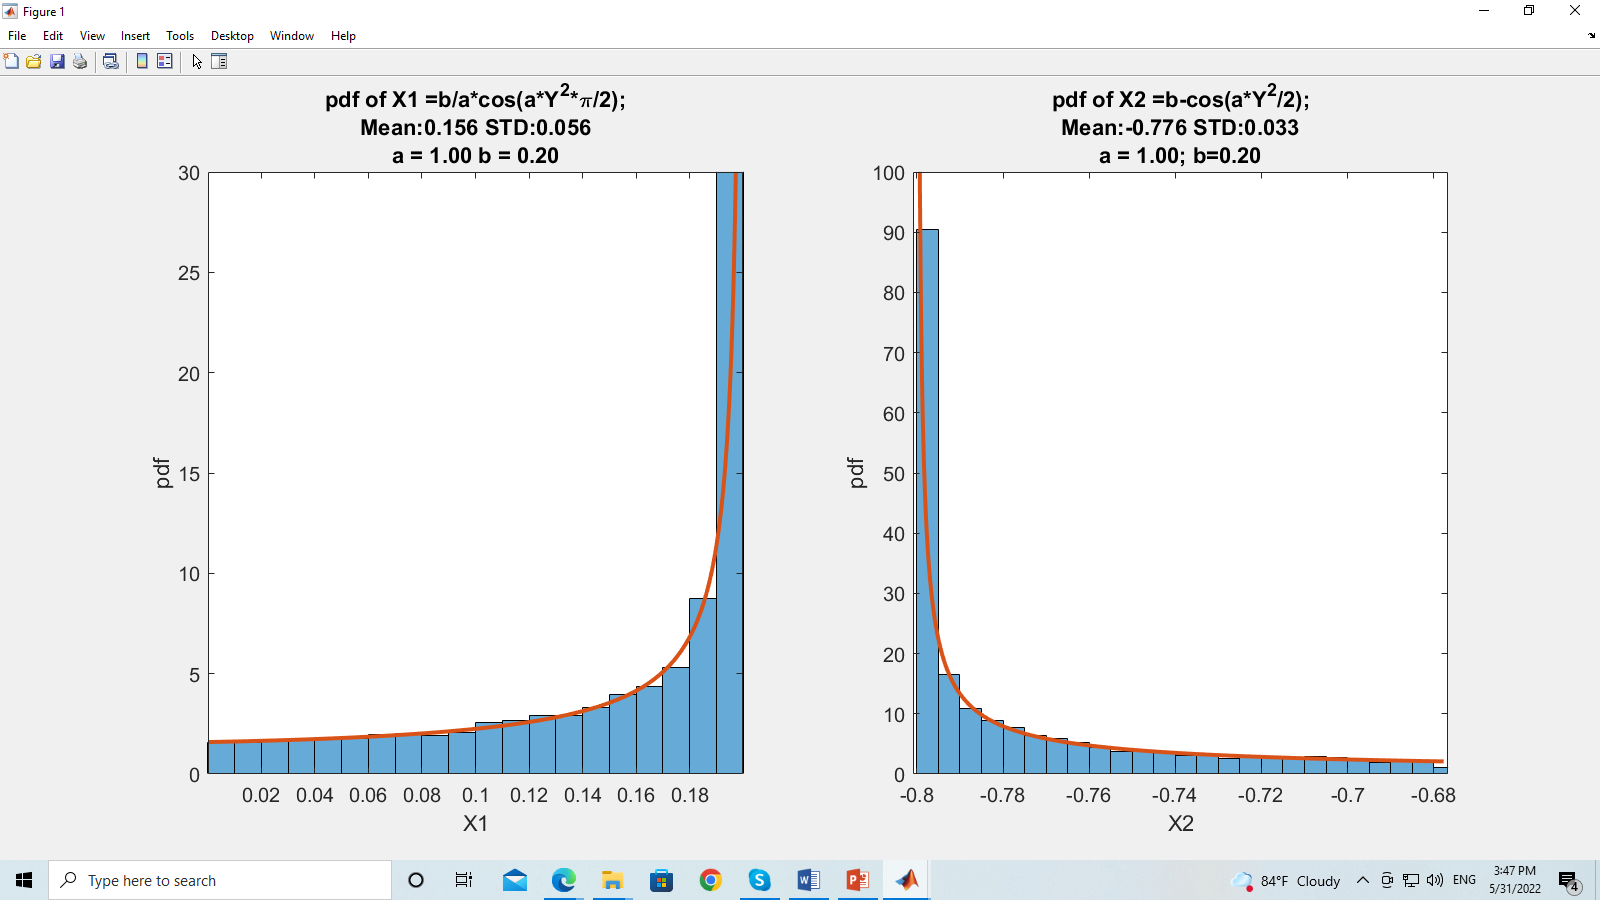 Figure 1
File Edit View Insert Tools Desktop Window Help
pdf of X1 =b/a*cos(a*Y²*π/2);
Mean:0.156 STD:0.056
a = 1.00 b = 0.20
30
25
20
15
10
5
0
pdf
0.02 0.04 0.06 0.08 0.1 0.12 0.14 0.16 0.18
X1
pdf of X2 =b-cos(a*Y²/2);
Mean:-0.776 STD:0.033
a = 1.00; b=0.20
100
90
80
70
60
50
40
30
20
10
0
pdf
-0.8 -0.78 -0.76 -0.74 -0.72 -0.7 -0.68
X2
Type here to search
84°F Cloudy
ENG
3:47 PM
5/31/2022
4